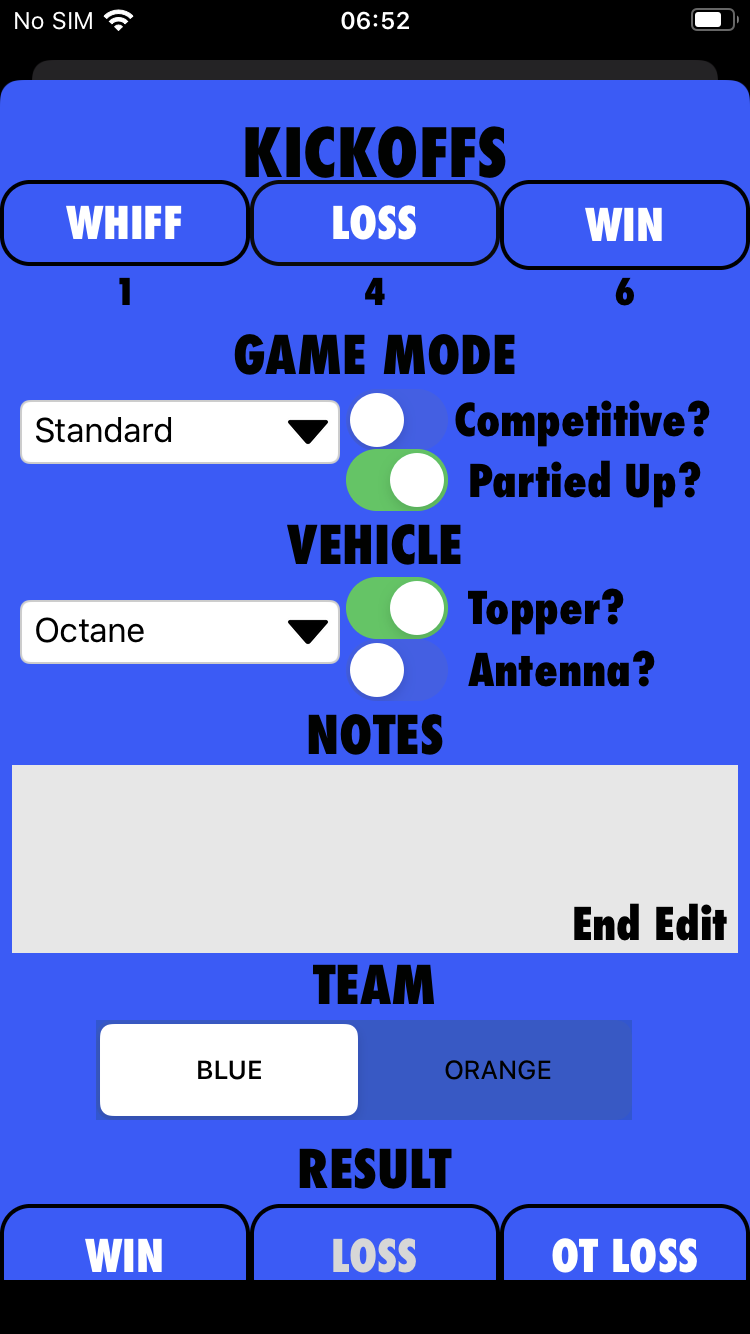 No SIM 06:52
KICKOFFS
WHIFF LOSS WIN
1 4 6
GAME MODE
Standard Competitive?
Partied Up?
VEHICLE
Octane Topper?
Antenna?
NOTES
End Edit
TEAM
BLUE ORANGE
RESULT
WIN LOSS OT LOSS